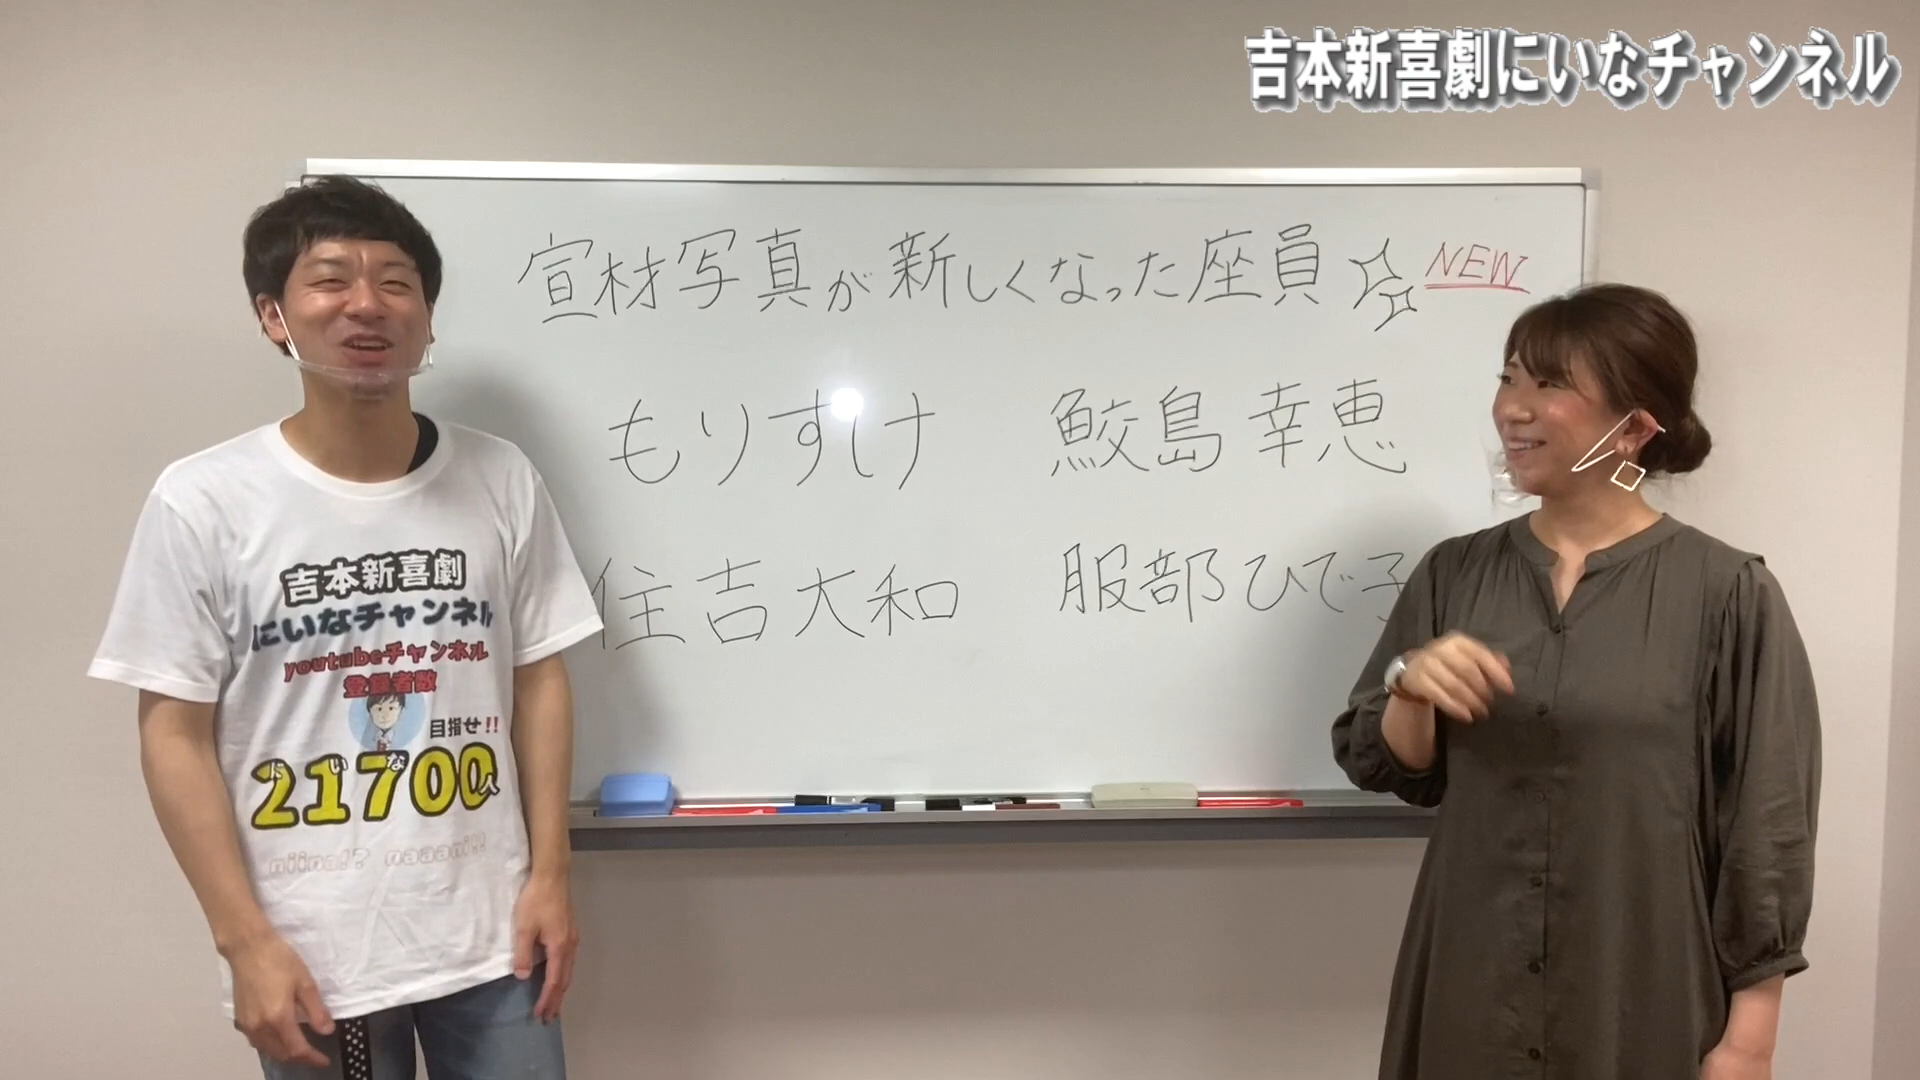 吉本新喜劇にいなチャンネル
宣材写真が新しくなった座員 NEW
もりすけ 鮫島幸恵
住吉大和 服部ひで子
吉本新喜劇
にいなチャンネル
youtubeチャンネル
登録者数
目指せ!!
にいな
21700人
niina!? naaani!!